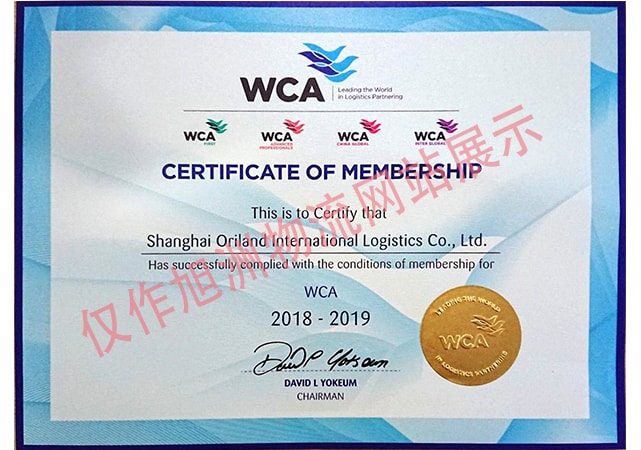 WCA
Leading the World
in Logistics Partnering
WCA FIRST
WCA ADVANCED PROFESSIONALS
WCA CHINA GLOBAL
WCA INTER GLOBAL
CERTIFICATE OF MEMBERSHIP
This is to Certify that
Shanghai Oriland International Logistics Co., Ltd.
Has successfully complied with the conditions of membership for
WCA
2018 - 2019
DAVID L YOKEUM
CHAIRMAN
LEADING THE WORLD
WCA
IN LOGISTICS PARTNERING
仅作旭洲物流网站展示